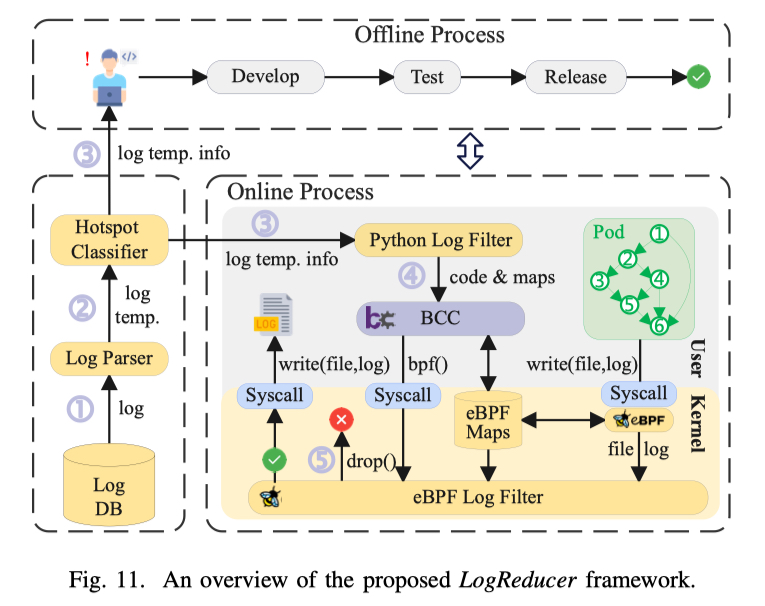 Offline Process
!
</>
Develop
Test
Release
③
log temp. info
Online Process
Hotspot
Classifier
③
log temp. info
Python Log Filter
Pod
①
②
③
④
⑤
⑥
④
code & maps
②
log
temp.
LOG
bc
BCC
Log Parser
write(file,log)
bpf()
write(file,log)
User
Kernel
Syscall
Syscall
Syscall
①
log
eBPF
Maps
eBPF
⑤
drop()
file
log
Log
DB
eBPF Log Filter
Fig. 11. An overview of the proposed LogReducer framework.